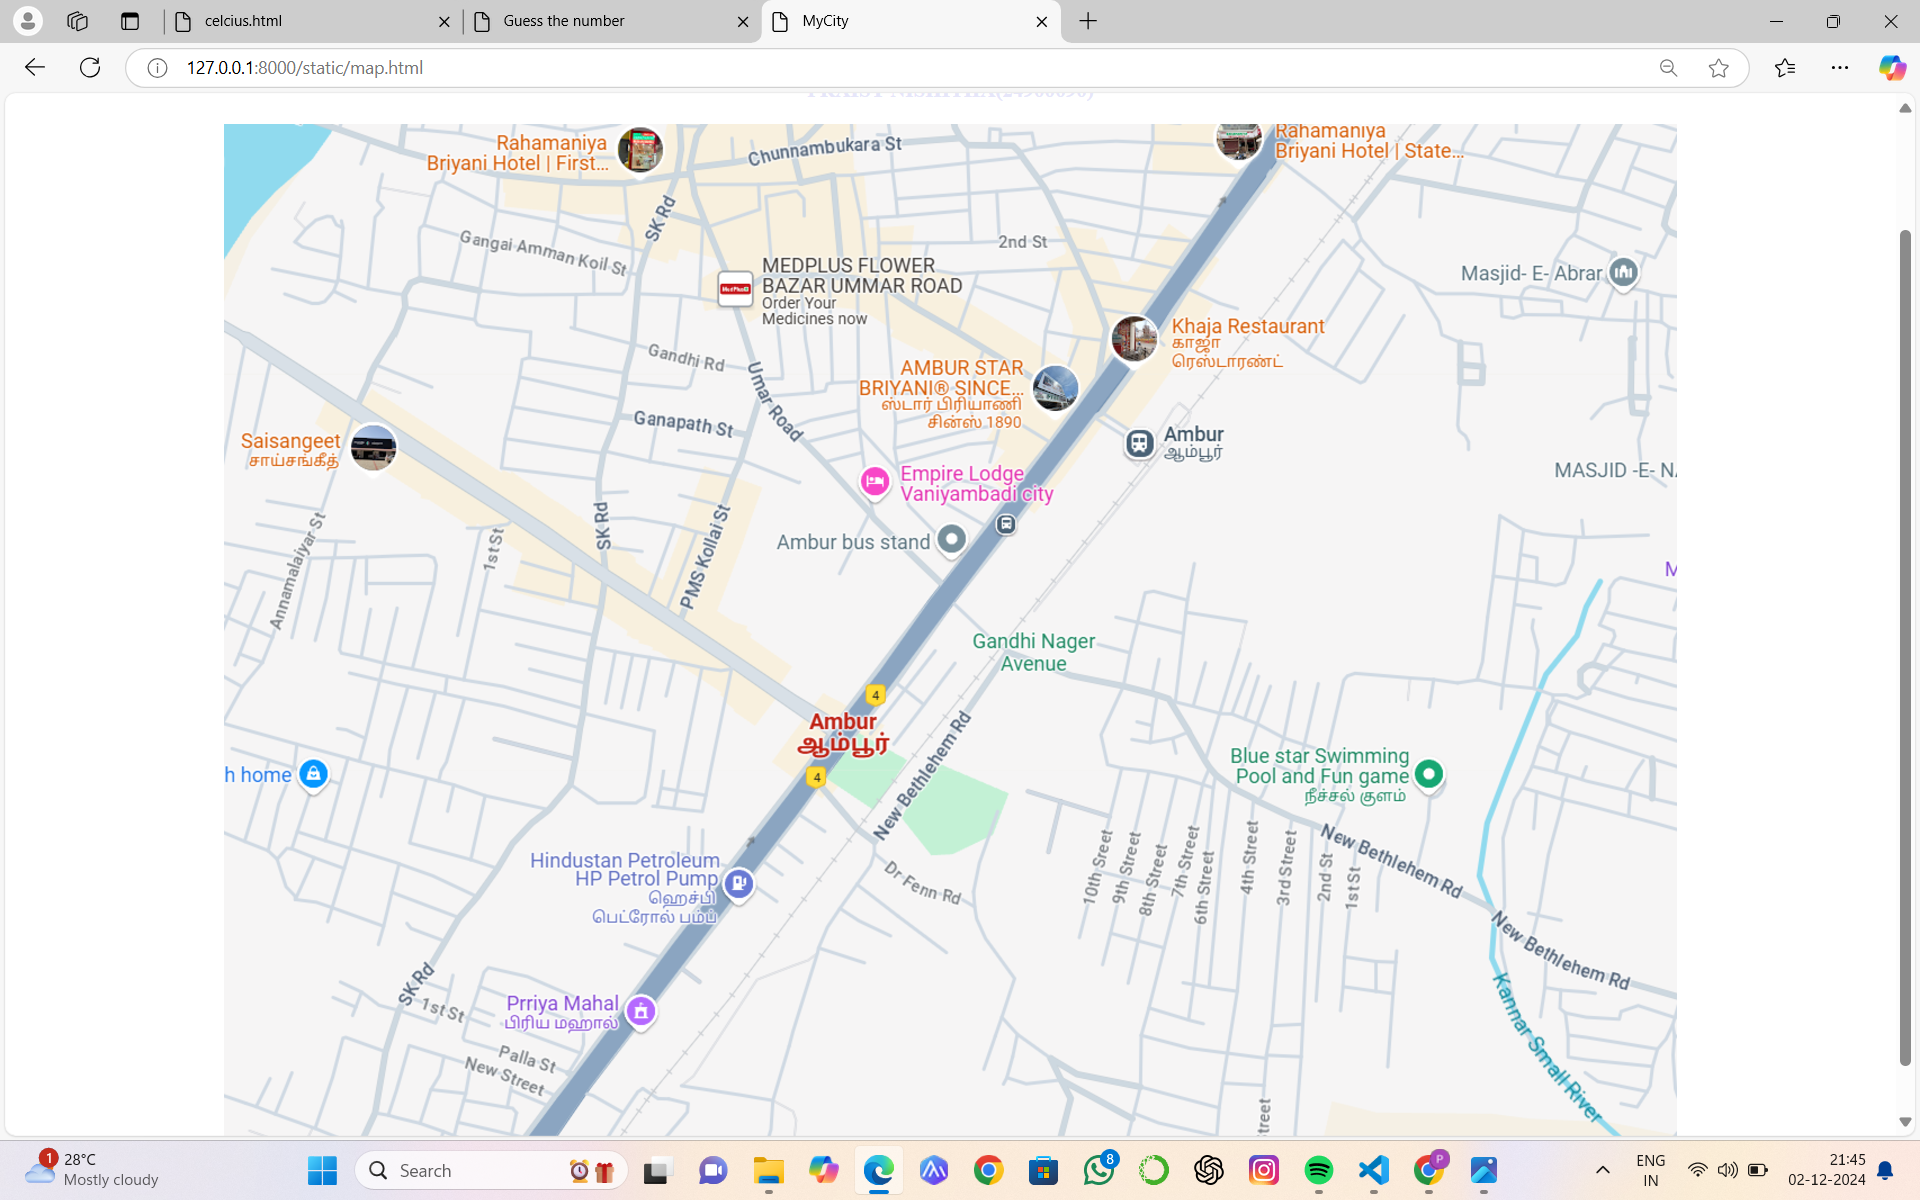 celcius.html
Guess the number
MyCity
127.0.0.1:8000/static/map.html
Rahamaniya
Briyani Hotel | First...
Chunnambukara St
Rahamaniya
Briyani Hotel | State...
SK Rd
Gangai Amman Koil St
2nd St
MEDPLUS FLOWER
BAZAR UMMAR ROAD
Order Your
Medicines now
MedPlus
Masjid- E- Abrar
Khaja Restaurant
காஜா
ரெஸ்டாரண்ட்
Gandhi Rd
Umar Road
AMBUR STAR
BRIYANI® SINCE...
ஸ்டார் பிரியாணி
சின்ஸ் 1890
Ganapath St
Ambur
ஆம்பூர்
Saisangeet
சாய்சங்கீத்
MASJID -E- NA
Empire Lodge
Vaniyambadi city
SK Rd
PMS Kollai St
Annamalaiyar St
1st St
Ambur bus stand
M
Gandhi Nager
Avenue
4
Ambur
ஆம்பூர்
4
New Bethlehem Rd
h home
Blue star Swimming
Pool and Fun game
நீச்சல் குளம்
New Bethlehem Rd
Hindustan Petroleum
HP Petrol Pump
ஹெச்பி
பெட்ரோல் பம்ப்
Dr Fenn Rd
10th Sreet
9th Street
8th Street
7th Street
6th Street
4th Street
3rd Street
2nd St
1st St
New Bethlehem Rd
SK Rd
1st St
Prriya Mahal
பிரிய மஹால்
Palla St
New Street
Kannar Small River
street
1
28°C
Mostly cloudy
Search
8
P
ENG
IN
21:45
02-12-2024